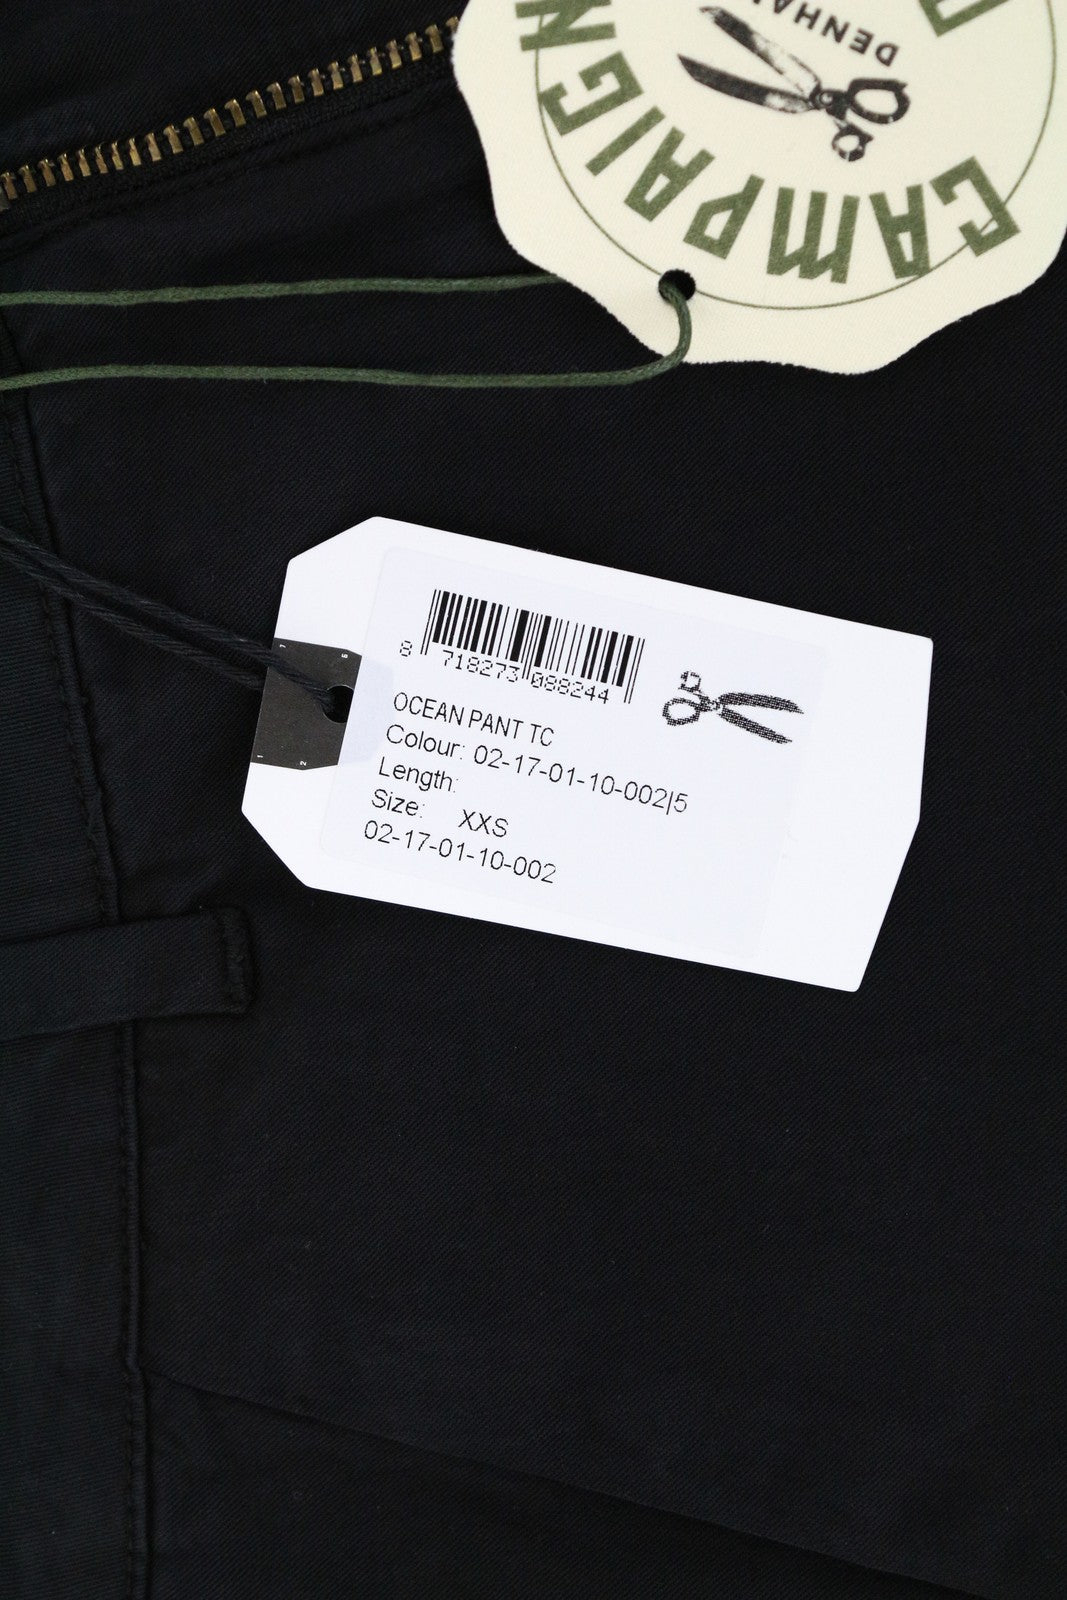 DENHA
CAMPAIGN
8 718273 088244
OCEAN PANT TC
Colour: 02-17-01-10-002|5
Length:
Size: XXS
02-17-01-10-002